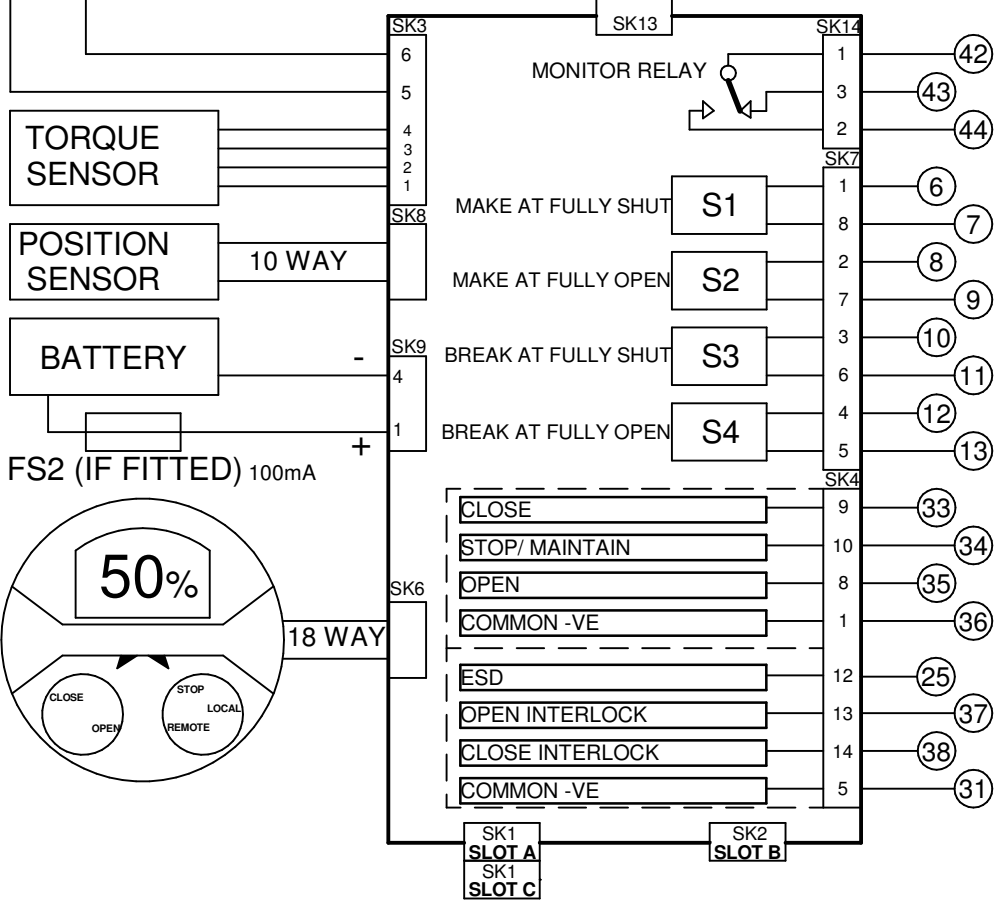 SK13
SK3
6
5
4
3
2
1
TORQUE
SENSOR
SK8
POSITION
SENSOR
10 WAY
BATTERY
-
SK9
4
1
+
FS2 (IF FITTED) 100mA
50%
CLOSE
OPEN
STOP
LOCAL
REMOTE
18 WAY
SK6
SK14
MONITOR RELAY
1
42
3
43
2
44
SK7
MAKE AT FULLY SHUT
S1
1
6
8
7
MAKE AT FULLY OPEN
S2
2
8
7
9
BREAK AT FULLY SHUT
S3
3
10
6
11
BREAK AT FULLY OPEN
S4
4
12
5
13
SK4
CLOSE
9
33
STOP/ MAINTAIN
10
34
OPEN
8
35
COMMON -VE
1
36
ESD
12
25
OPEN INTERLOCK
13
37
CLOSE INTERLOCK
14
38
COMMON -VE
5
31
SK1
SLOT A
SK1
SLOT C
SK2
SLOT B